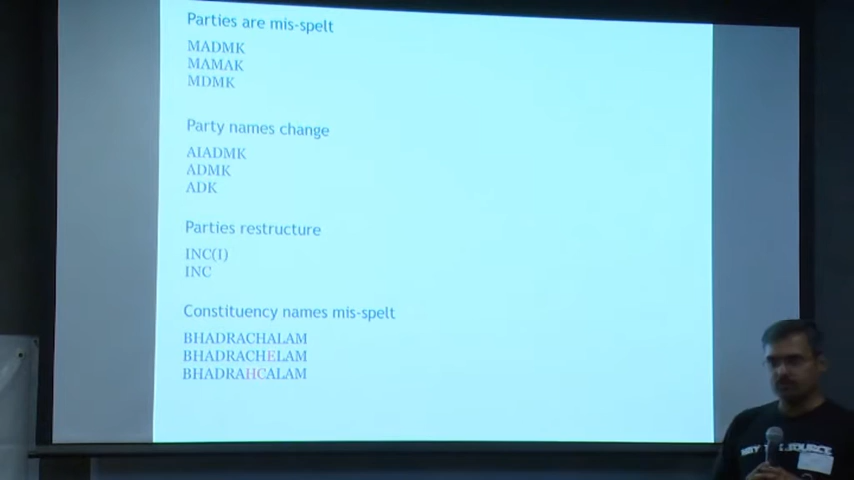 Parties are mis-spelt
MADMK
MAMAK
MDMK
Party names change
AIADMK
ADMK
ADK
Parties restructure
INC(I)
INC
Constituency names mis-spelt
BHADRACHALAM
BHADRACHELAM
BHADRAHCALAM